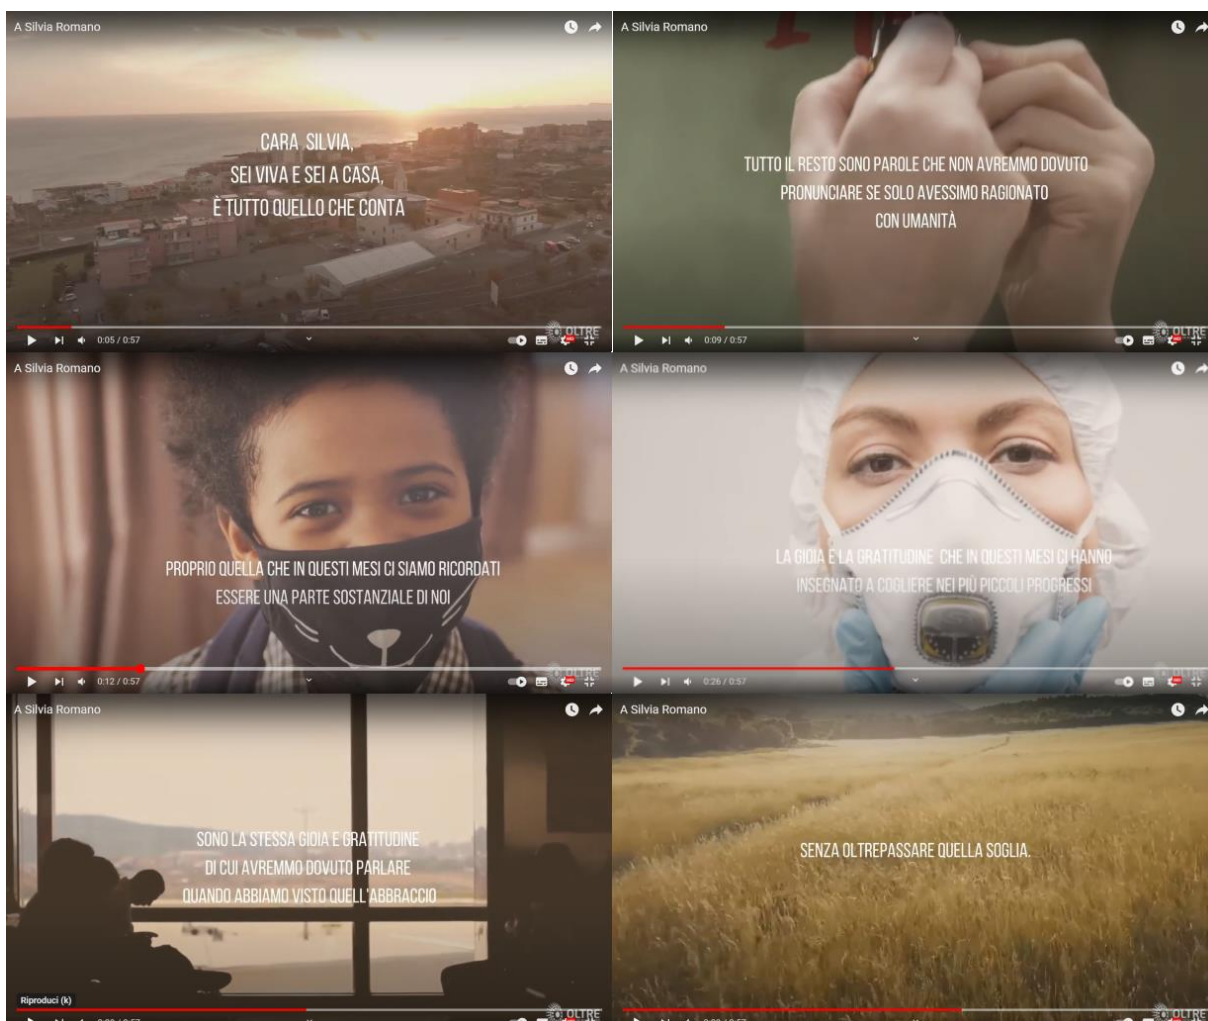 A Silvia Romano
CARA SILVIA,
SEI VIVA E SEI A CASA,
È TUTTO QUELLO CHE CONTA
0:05 / 0:57
OLTRE
A Silvia Romano
TUTTO IL RESTO SONO PAROLE CHE NON AVREMMO DOVUTO
PRONUNCIARE SE SOLO AVESSIMO RAGIONATO
CON UMANITÀ
0:09 / 0:57
OLTRE
A Silvia Romano
PROPRIO QUELLA CHE IN QUESTI MESI CI SIAMO RICORDATI
ESSERE UNA PARTE SOSTANZIALE DI NOI
0:12 / 0:57
OLTRE
A Silvia Romano
LA GIOIA E LA GRATITUDINE CHE IN QUESTI MESI CI HANNO
INSEGNATO A COGLIERE NEI PIÙ PICCOLI PROGRESSI
0:26 / 0:57
OLTRE
A Silvia Romano
SONO LA STESSA GIOIA E GRATITUDINE
DI CUI AVREMMO DOVUTO PARLARE
QUANDO ABBIAMO VISTO QUELL'ABBRACCIO
Riproduci (k)
OLTRE
A Silvia Romano
SENZA OLTREPASSARE QUELLA SOGLIA.
OLTRE